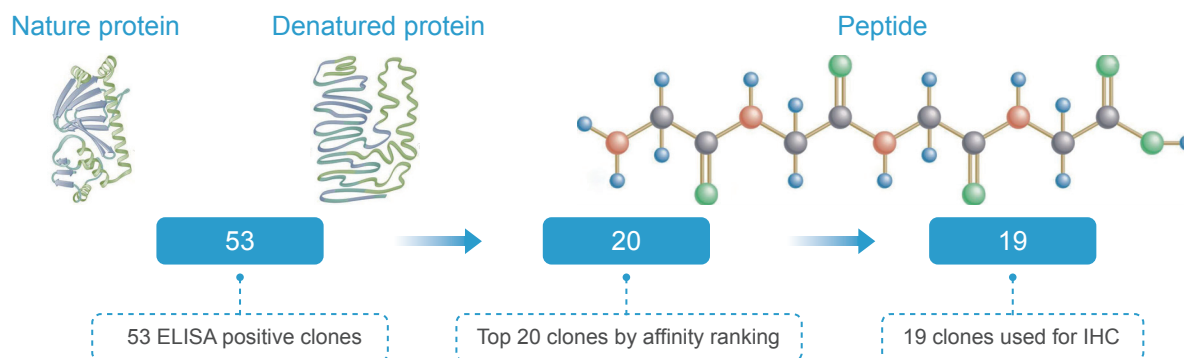 Nature protein
Denatured protein
Peptide
53
20
19
53 ELISA positive clones
Top 20 clones by affinity ranking
19 clones used for IHC